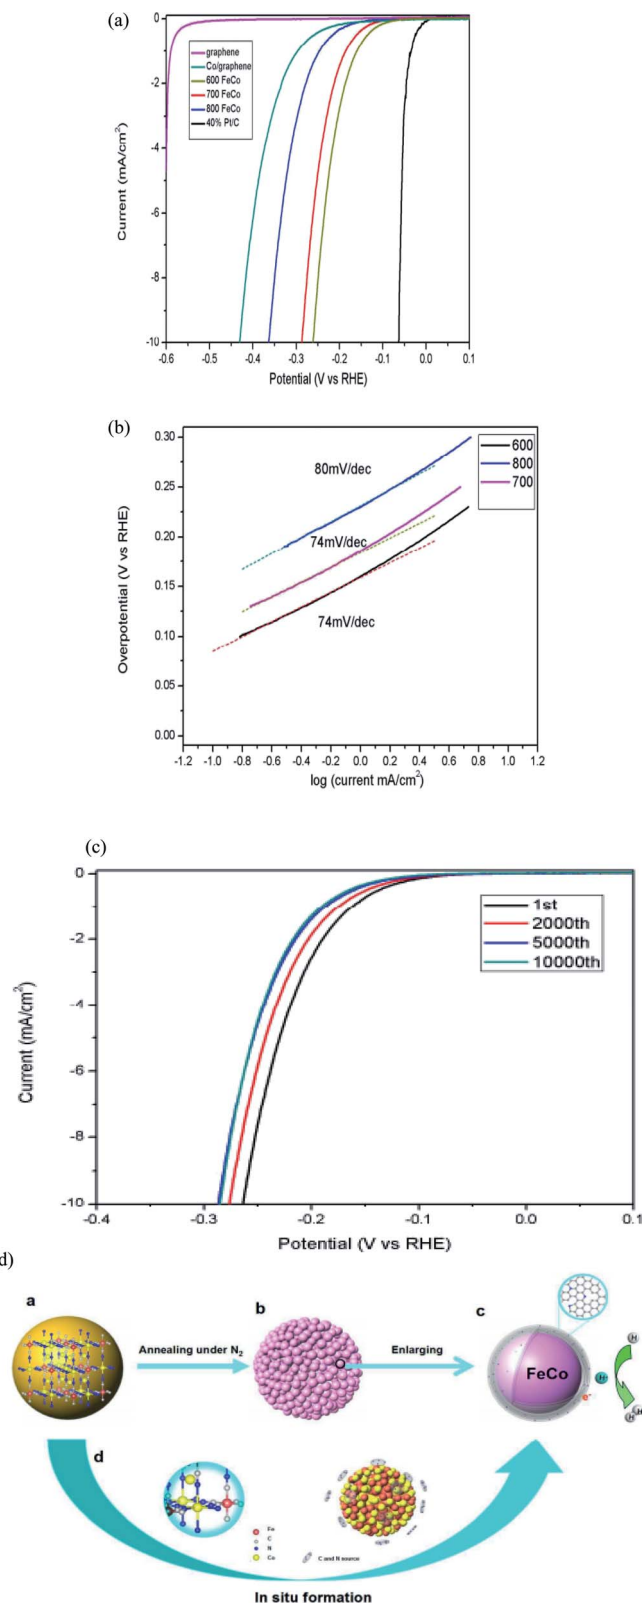 (a)
graphene
Co/graphene
600 FeCo
700 FeCo
800 FeCo
40% Pt/C
0
-2
-4
-6
-8
-10
Current (mA/cm²)
-0.6 -0.5 -0.4 -0.3 -0.2 -0.1 0.0 0.1
Potential (V vs RHE)
(b)
600
800
700
80mV/dec
74mV/dec
74mV/dec
0.30
0.25
0.20
0.15
0.10
0.05
0.00
Overpotential (V vs RHE)
-1.2 -1.0 -0.8 -0.6 -0.4 -0.2 0.0 0.2 0.4 0.6 0.8 1.0 1.2
log (current mA/cm²)
(c)
1st
2000th
5000th
10000th
0
-2
-4
-6
-8
-10
Current (mA/cm²)
-0.4 -0.3 -0.2 -0.1 0.0 0.1
Potential (V vs RHE)
d)
a b c
Annealing under N₂
Enlarging
FeCo
H
H
e⁻
H
H
d
Fe
C
N
Co
C and N source
In situ formation